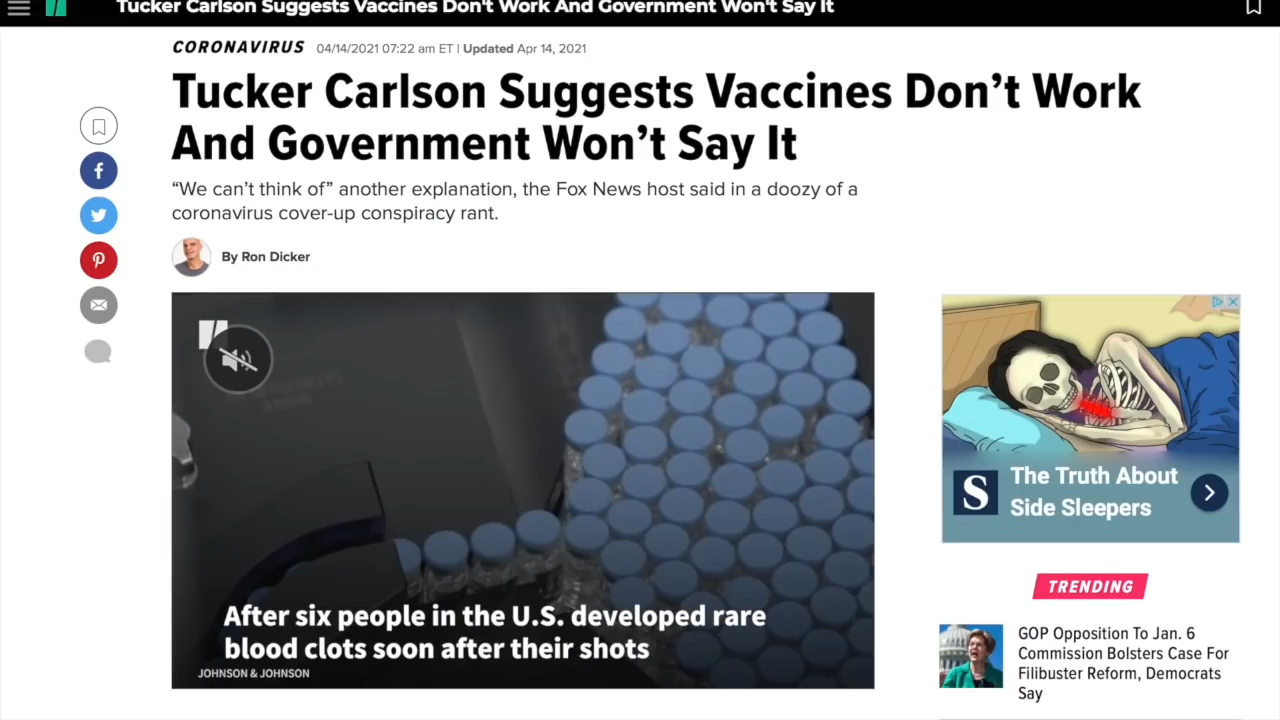 Tucker Carlson Suggests Vaccines Don't Work And Government Won't Say It
CORONAVIRUS 04/14/2021 07:22 am ET | Updated Apr 14, 2021
Tucker Carlson Suggests Vaccines Don’t Work
And Government Won’t Say It
“We can’t think of” another explanation, the Fox News host said in a doozy of a
coronavirus cover-up conspiracy rant.
By Ron Dicker
After six people in the U.S. developed rare
blood clots soon after their shots
JOHNSON & JOHNSON
S
The Truth About
Side Sleepers
TRENDING
GOP Opposition To Jan. 6
Commission Bolsters Case For
Filibuster Reform, Democrats
Say